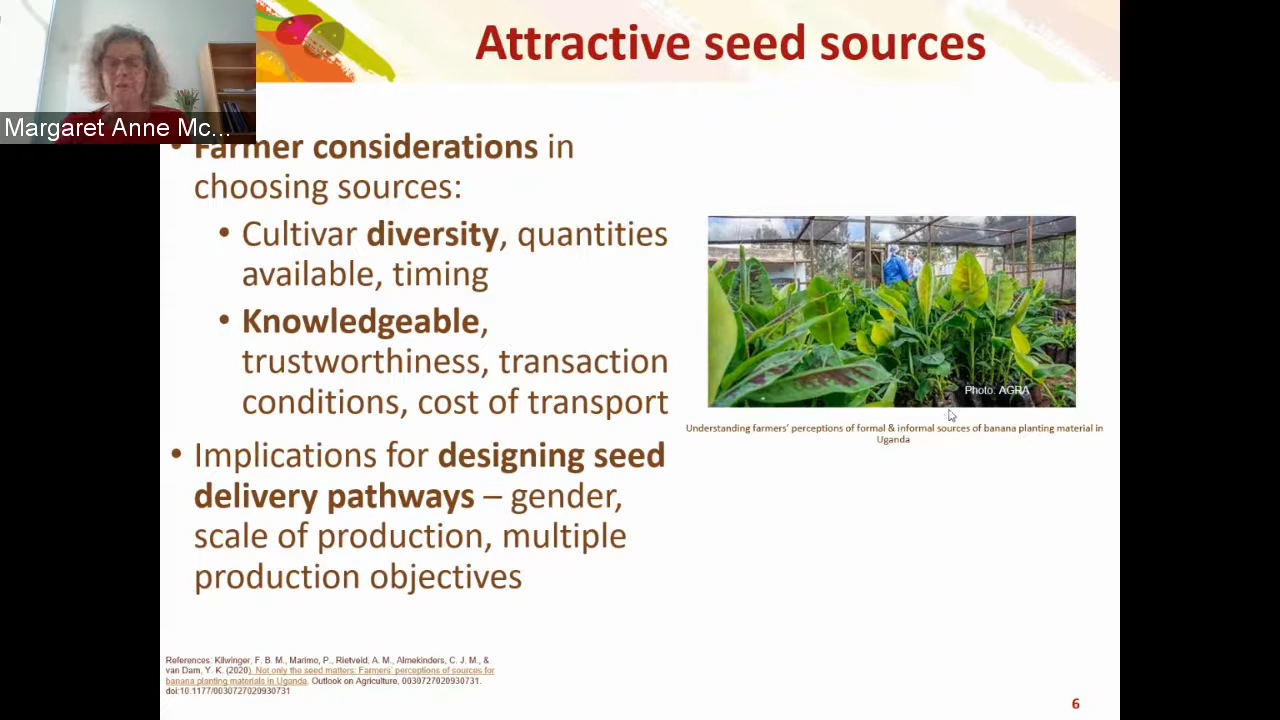 Attractive seed sources
Margaret Anne Mc...
• Farmer considerations in
choosing sources:
• Cultivar diversity, quantities
available, timing
• Knowledgeable,
trustworthiness, transaction
conditions, cost of transport
• Implications for designing seed
delivery pathways – gender,
scale of production, multiple
production objectives
Photo: AGRA
Understanding farmers' perceptions of formal & informal sources of banana planting material in
Uganda
References: Kilwinger, F. B. M., Marimo, P., Rietveld, A. M., Almekinders, C. J. M., &
van Dam, Y. K. (2020). Not only the seed matters: Farmers' perceptions of sources for
banana planting materials in Uganda. Outlook on Agriculture, 0030727020930731.
doi:10.1177/0030727020930731
6